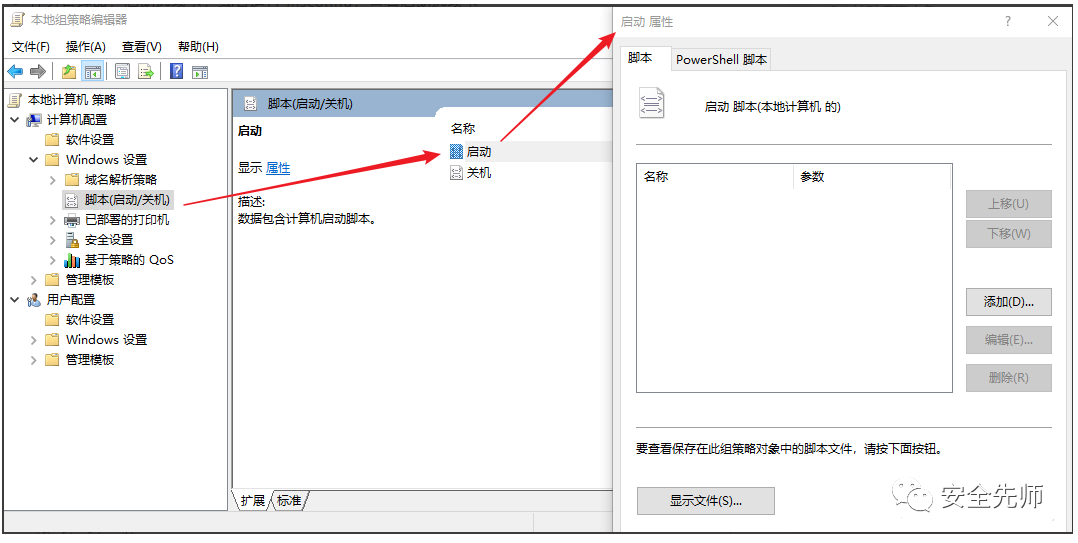 本地组策略编辑器
文件(F) 操作(A) 查看(V) 帮助(H)
本地计算机 策略
计算机配置
软件设置
Windows 设置
域名解析策略
脚本(启动/关机)
已部署的打印机
安全设置
基于策略的 QoS
管理模板
用户配置
软件设置
Windows 设置
管理模板
脚本(启动/关机)
启动
显示 属性
描述:
数据包含计算机启动脚本。
名称
启动
关机
扩展 标准
启动 属性
脚本 PowerShell 脚本
启动 脚本(本地计算机 的)
名称 参数
上移(U)
下移(W)
添加(D)...
编辑(E)...
删除(R)
要查看保存在此组策略对象中的脚本文件，请按下面按钮。
显示文件(S)...
安全先师